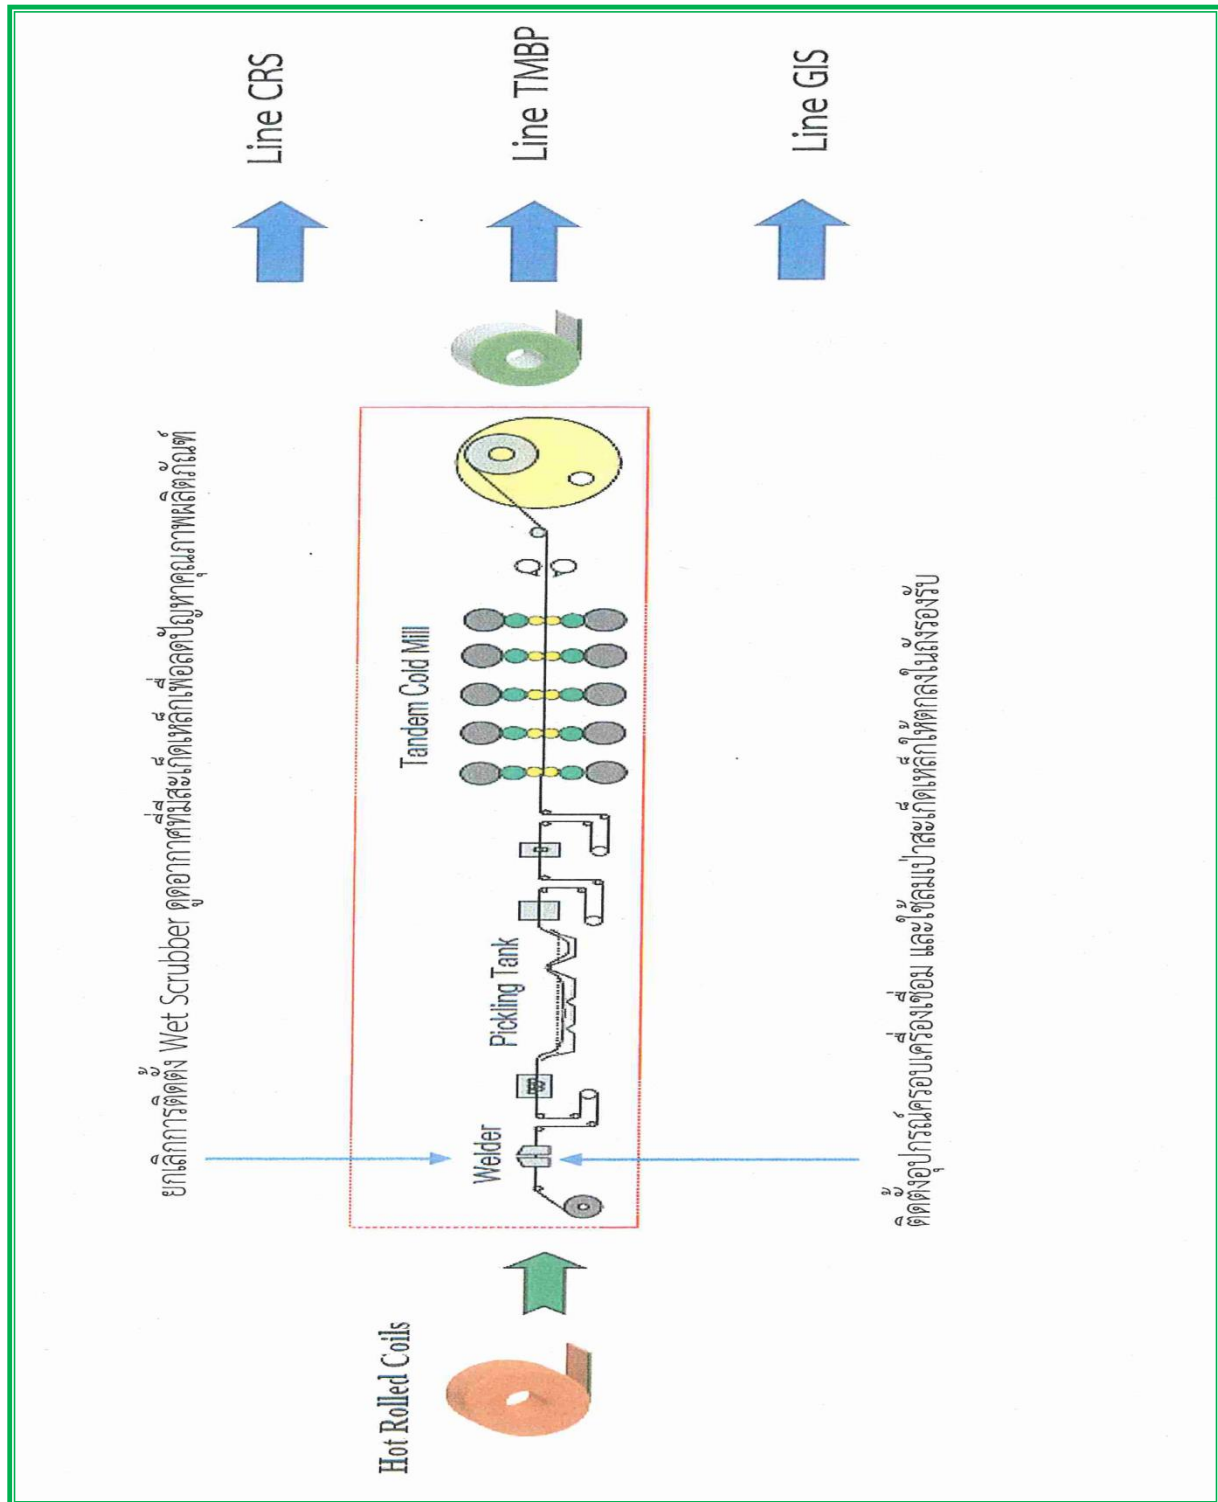 ยกเลิกการติดตั้ง Wet Scrubber ดูดอากาศที่มีสะเก็ดเหล็กเพื่อลดปัญหาคุณภาพผลิตภัณฑ์
Line CRS
Tandem Cold Mill
Hot Rolled Coils
Welder
Pickling Tank
Line TMBP
Line GIS
ติดตั้งอุปกรณ์ครอบเครื่องเชื่อม และใช้ลมเป่าสะเก็ดเหล็กให้ตกลงในถังรองรับ